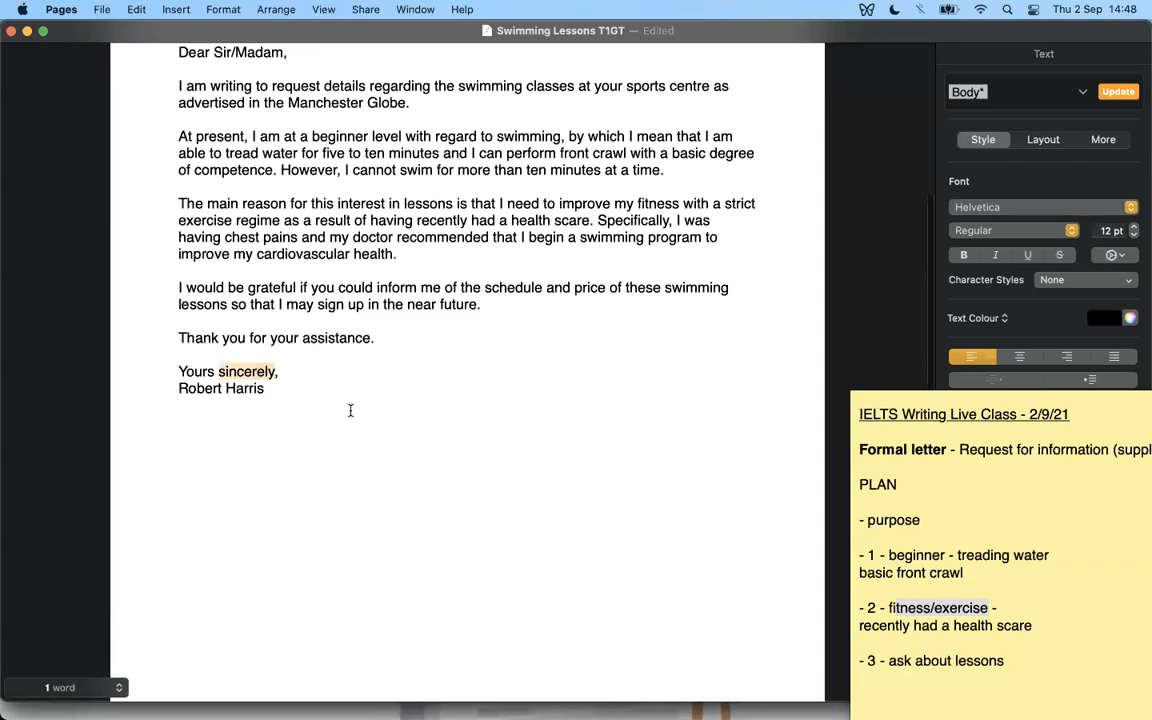 Pages File Edit Insert Format Arrange View Share Window Help Thu 2 Sep 14:48
Swimming Lessons T1GT — Edited
Dear Sir/Madam,
I am writing to request details regarding the swimming classes at your sports centre as
advertised in the Manchester Globe.
At present, I am at a beginner level with regard to swimming, by which I mean that I am
able to tread water for five to ten minutes and I can perform front crawl with a basic degree
of competence. However, I cannot swim for more than ten minutes at a time.
The main reason for this interest in lessons is that I need to improve my fitness with a strict
exercise regime as a result of having recently had a health scare. Specifically, I was
having chest pains and my doctor recommended that I begin a swimming program to
improve my cardiovascular health.
I would be grateful if you could inform me of the schedule and price of these swimming
lessons so that I may sign up in the near future.
Thank you for your assistance.
Yours sincerely,
Robert Harris
1 word
Text
Body* Update
Style Layout More
Font
Helvetica
Regular 12 pt
B I U S
Character Styles None
Text Colour
IELTS Writing Live Class - 2/9/21
Formal letter - Request for information (suppl
PLAN
- purpose
- 1 - beginner - treading water
basic front crawl
- 2 - fitness/exercise -
recently had a health scare
- 3 - ask about lessons